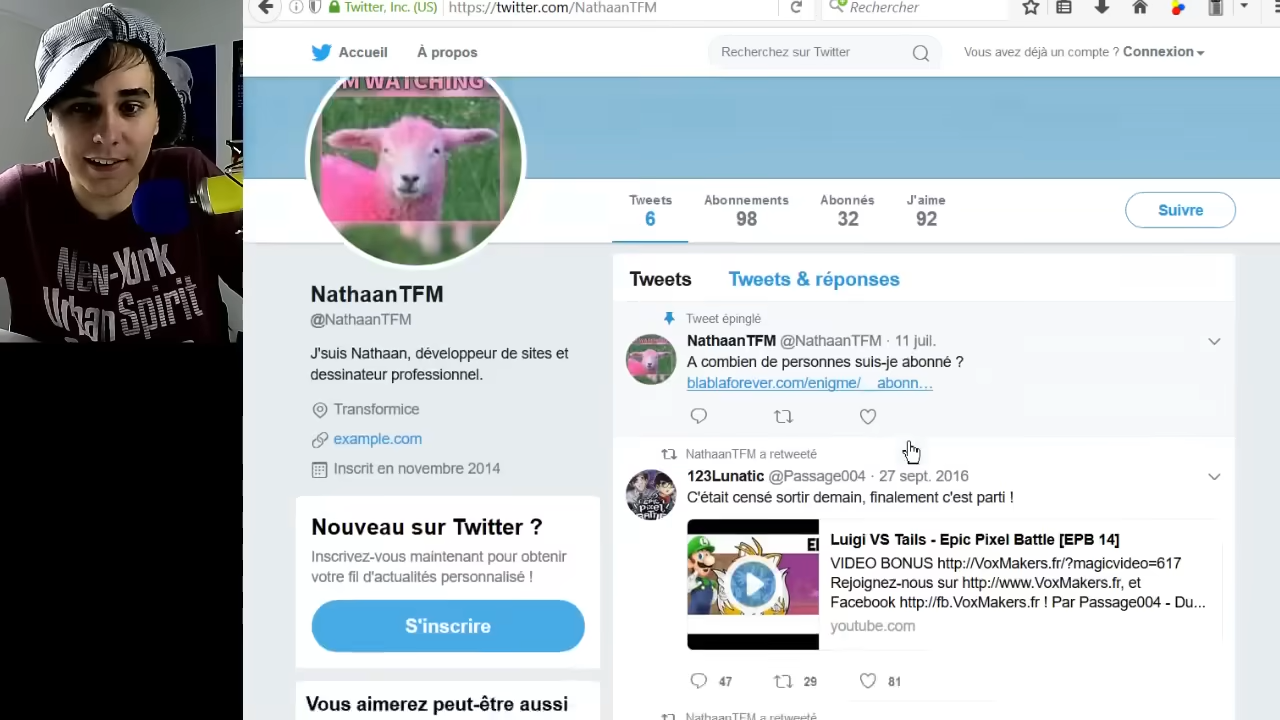 Twitter, Inc. (US) https://twitter.com/NathaanTFM Rechercher
Accueil À propos Recherchez sur Twitter Vous avez déjà un compte ? Connexion
WATCHING
Tweets Abonnements Abonnés J'aime
6 98 32 92
Suivre
New-York
Urban
Spirit
NathaanTFM
@NathaanTFM
J'suis Nathaan, développeur de sites et
dessinateur professionnel.
Transformice
example.com
Inscrit en novembre 2014
Nouveau sur Twitter ?
Inscrivez-vous maintenant pour obtenir
votre fil d'actualités personnalisé !
S'inscrire
Vous aimerez peut-être aussi
Tweets Tweets & réponses
Tweet épinglé
NathaanTFM @NathaanTFM · 11 juil.
A combien de personnes suis-je abonné ?
blablaforever.com/enigme/__abonn…
NathaanTFM a retweeté
123Lunatic @Passage004 · 27 sept. 2016
C'était censé sortir demain, finalement c'est parti !
Luigi VS Tails - Epic Pixel Battle [EPB 14]
VIDEO BONUS http://VoxMakers.fr/?magicvideo=617
Rejoignez-nous sur http://www.VoxMakers.fr, et
Facebook http://fb.VoxMakers.fr ! Par Passage004 - Du...
youtube.com
47 29 81
NathaanTFM a retweeté